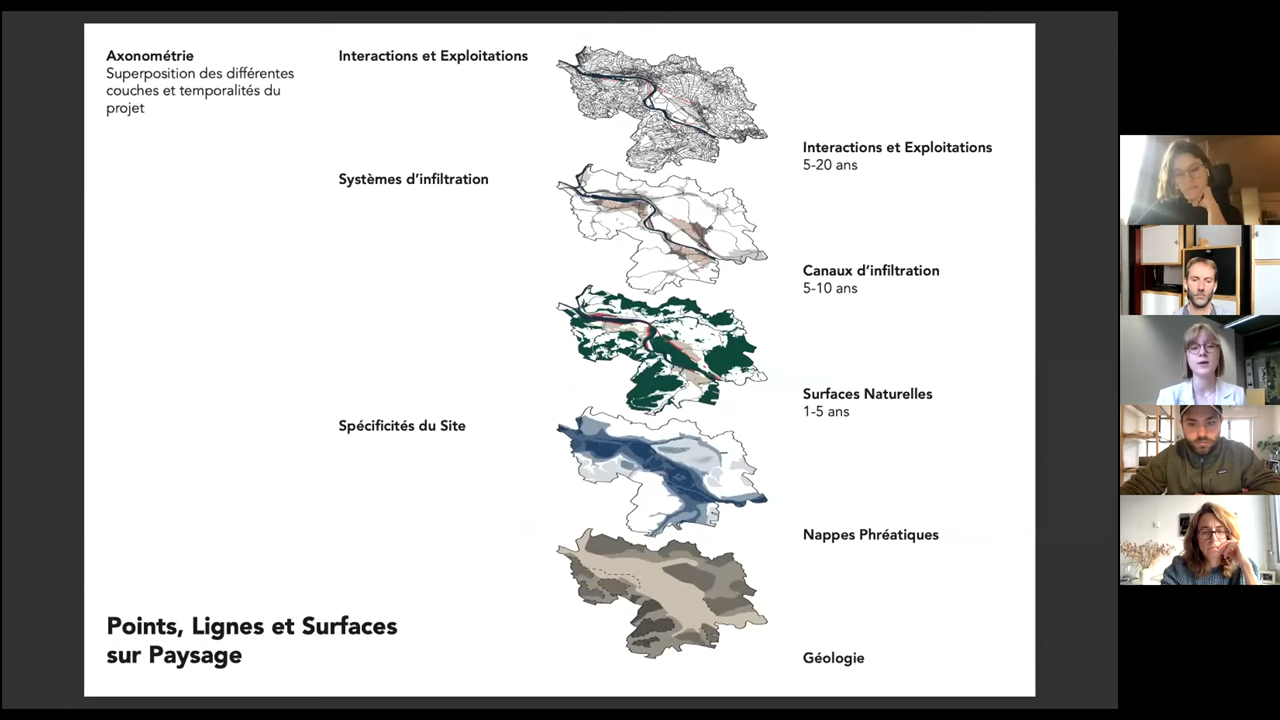 Axonométrie
Superposition des différentes
couches et temporalités du
projet
Interactions et Exploitations
Interactions et Exploitations
5-20 ans
Systèmes d’infiltration
Canaux d’infiltration
5-10 ans
Surfaces Naturelles
1-5 ans
Spécificités du Site
Nappes Phréatiques
Points, Lignes et Surfaces
sur Paysage
Géologie